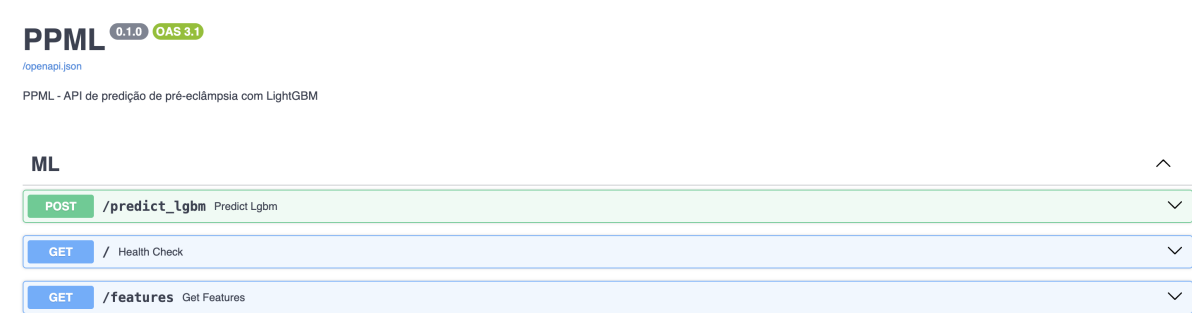 PPML 0.1.0 OAS 3.1
/openapi.json
PPML - API de predição de pré-eclâmpsia com LightGBM
ML
POST /predict_lgbm Predict Lgbm
GET / Health Check
GET /features Get Features